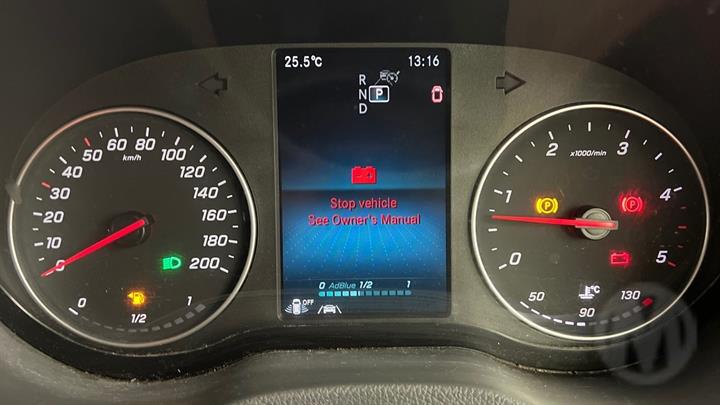 25.5°C 13:16
R
N P
D
Stop vehicle
See Owner's Manual
0 AdBlue 1/2 1
OFF
0 10 20 30 40 50 60 80 100 120 140 160 180 200
km/h
0 1/2 1
0 1 2 3 4 5
x1000/min
P P
50 90 130
°C
M